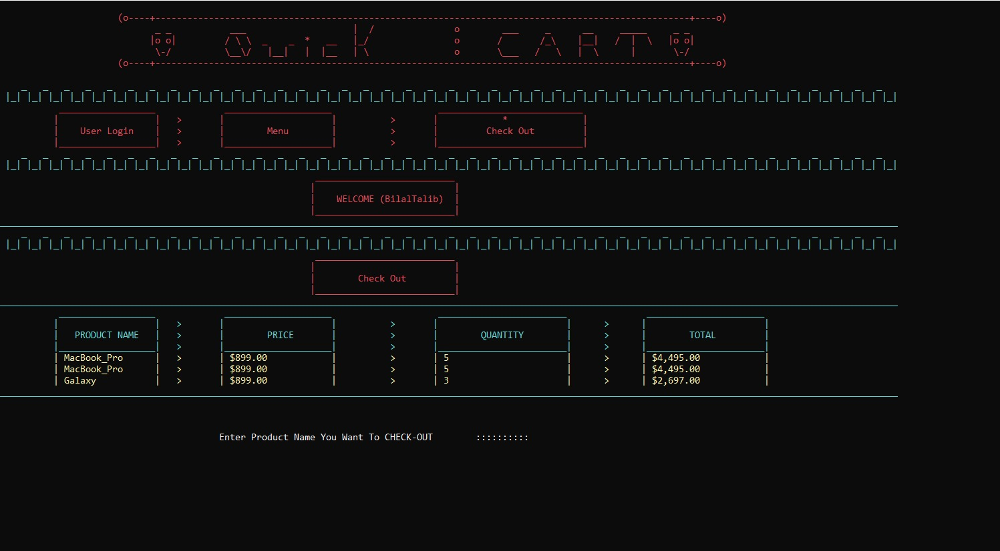 Quick CART
User Login > Menu > * Check Out
WELCOME (BilalTalib)
Check Out
PRODUCT NAME > PRICE > QUANTITY > TOTAL
MacBook_Pro > $899.00 > 5 > $4,495.00
MacBook_Pro > $899.00 > 5 > $4,495.00
Galaxy > $899.00 > 3 > $2,697.00
Enter Product Name You Want To CHECK-OUT ::::::::::